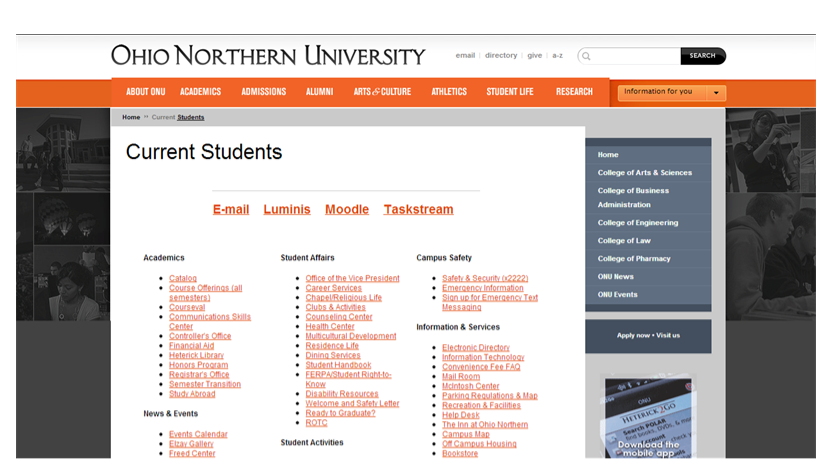 OHIO NORTHERN UNIVERSITY
email directory give a-z
SEARCH
ABOUT ONU ACADEMICS ADMISSIONS ALUMNI ARTS & CULTURE ATHLETICS STUDENT LIFE RESEARCH
Information for you
Home ›› Current Students
Current Students
E-mail Luminis Moodle Taskstream
Academics
Catalog
Course Offerings (all
semesters)
Courseval
Communications Skills
Center
Controller's Office
Financial Aid
Heterick Library
Honors Program
Registrar's Office
Semester Transition
Study Abroad
News & Events
Events Calendar
Elzay Gallery
Freed Center
Student Affairs
Office of the Vice President
Career Services
Chapel/Religious Life
Clubs & Activities
Counseling Center
Health Center
Multicultural Development
Residence Life
Dining Services
Student Handbook
FERPA/Student Right-to-
Know
Disability Resources
Welcome and Safety Letter
Ready to Graduate?
ROTC
Student Activities
Campus Safety
Safety & Security (x2222)
Emergency Information
Sign up for Emergency Text
Messaging
Information & Services
Electronic Directory
Information Technology
Convenience Fee FAQ
Mail Room
McIntosh Center
Parking Regulations & Map
Recreation & Facilities
Help Desk
The Inn at Ohio Northern
Campus Map
Off Campus Housing
Bookstore
Home
College of Arts & Sciences
College of Business
Administration
College of Engineering
College of Law
College of Pharmacy
ONU News
ONU Events
Apply now • Visit us
ONU
HETERICK2GO
Search POLAR
find books, DVDs, & more
Download the
mobile app